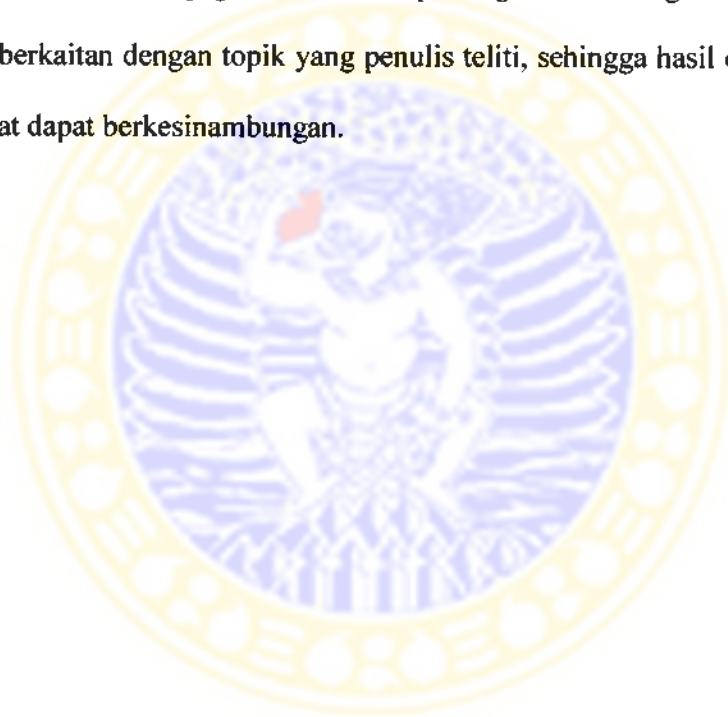 berkaitan dengan topik yang penulis teliti, sehingga hasil
at dapat berkesinambungan.